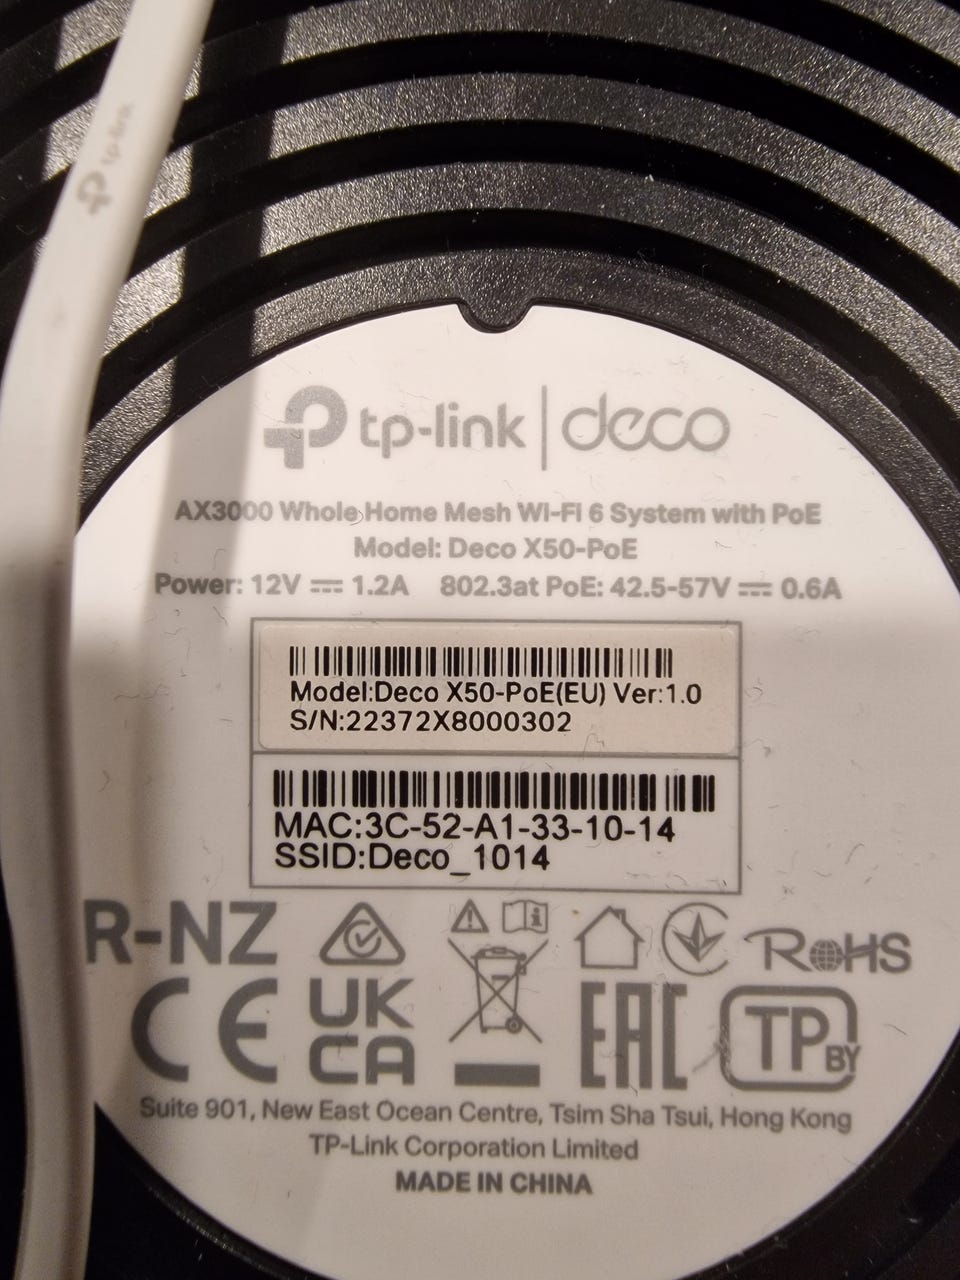 tp-link
tp-link | deco
AX3000 Whole Home Mesh Wi-Fi 6 System with PoE
Model: Deco X50-PoE
Power: 12V ⎓ 1.2A 802.3at PoE: 42.5-57V ⎓ 0.6A
Model:Deco X50-PoE(EU) Ver:1.0
S/N:22372X8000302
MAC:3C-52-A1-33-10-14
SSID:Deco_1014
R-NZ
RoHS
CE UKCA EAC TP BY
Suite 901, New East Ocean Centre, Tsim Sha Tsui, Hong Kong
TP-Link Corporation Limited
MADE IN CHINA